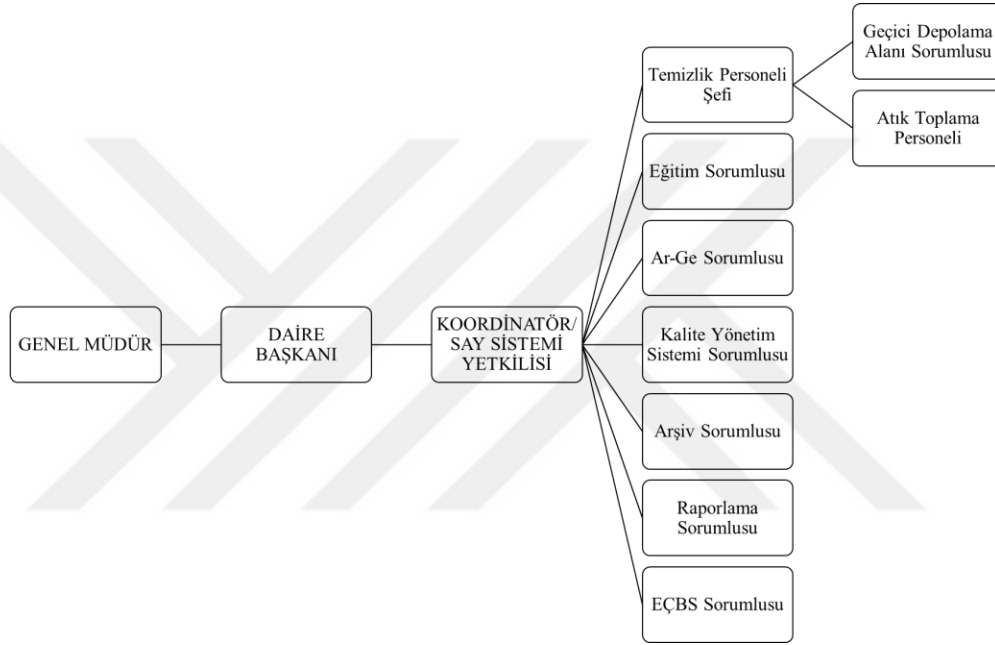 GENEL MÜDÜR
DAİRE
BAŞKANI
KOORDİNATÖR/
SAY SİSTEMİ
YETKİLİSİ
Temizlik Personeli
Şefi
Geçici Depolama
Alanı Sorumlusu
Atık Toplama
Personeli
Eğitim Sorumlusu
Ar-Ge Sorumlusu
Kalite Yönetim
Sistemi Sorumlusu
Arşiv Sorumlusu
Raporlama
Sorumlusu
EÇBS Sorumlusu